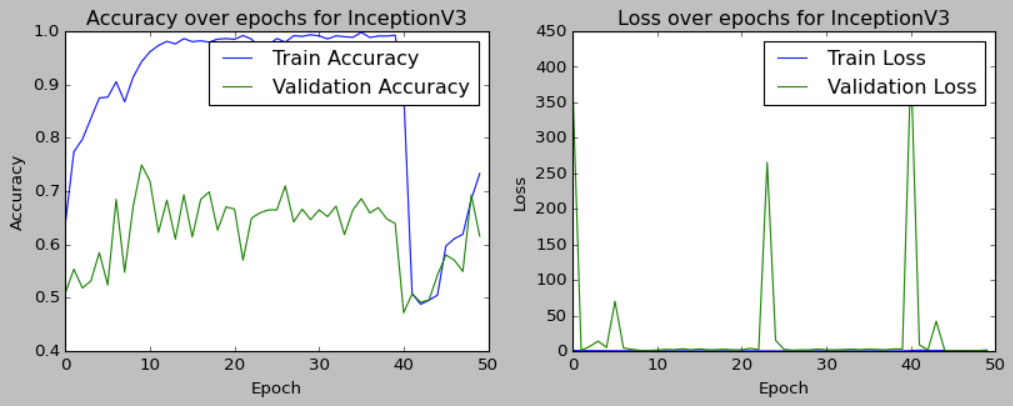 Accuracy over epochs for InceptionV3
1.0
0.9
0.8
0.7
0.6
0.5
0.4
Accuracy
Train Accuracy
Validation Accuracy
0 10 20 30 40 50
Epoch
Loss over epochs for InceptionV3
450
400
350
300
250
200
150
100
50
0
Loss
Train Loss
Validation Loss
0 10 20 30 40 50
Epoch